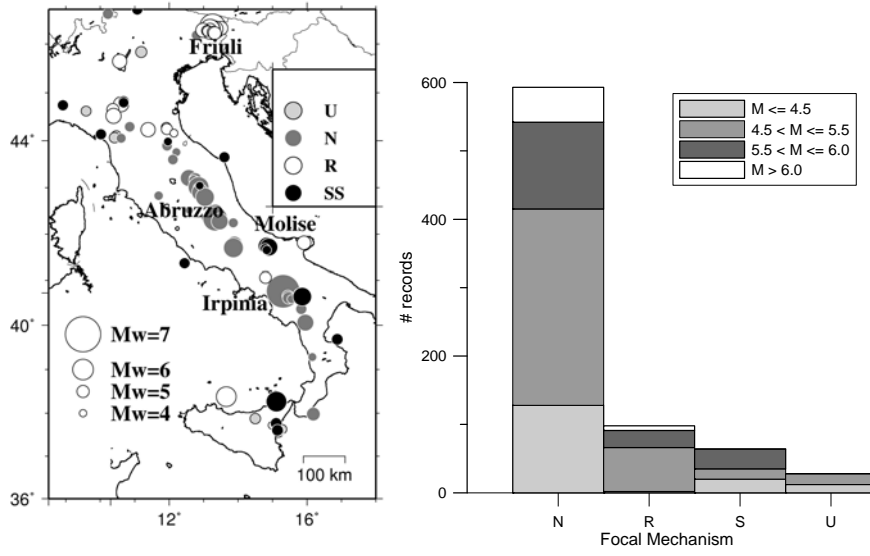 Friuli
U
N
R
SS
44°
Abruzzo
Molise
Irpinia
40°
Mw=7
Mw=6
Mw=5
Mw=4
100 km
36°
12°
16°
600
400
200
0
# records
M <= 4.5
4.5 < M <= 5.5
5.5 < M <= 6.0
M > 6.0
N
R
S
U
Focal Mechanism